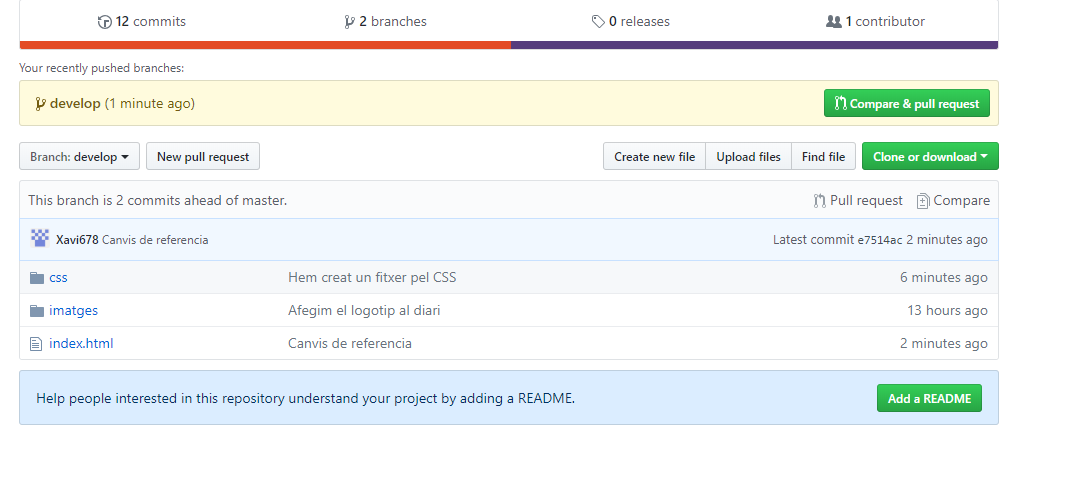 12 commits 2 branches 0 releases 1 contributor
Your recently pushed branches:
develop (1 minute ago) Compare & pull request
Branch: develop New pull request Create new file Upload files Find file Clone or download
This branch is 2 commits ahead of master. Pull request Compare
Xavi678 Canvis de referencia Latest commit e7514ac 2 minutes ago
css Hem creat un fitxer pel CSS 6 minutes ago
imatges Afegim el logotip al diari 13 hours ago
index.html Canvis de referencia 2 minutes ago
Help people interested in this repository understand your project by adding a README. Add a README